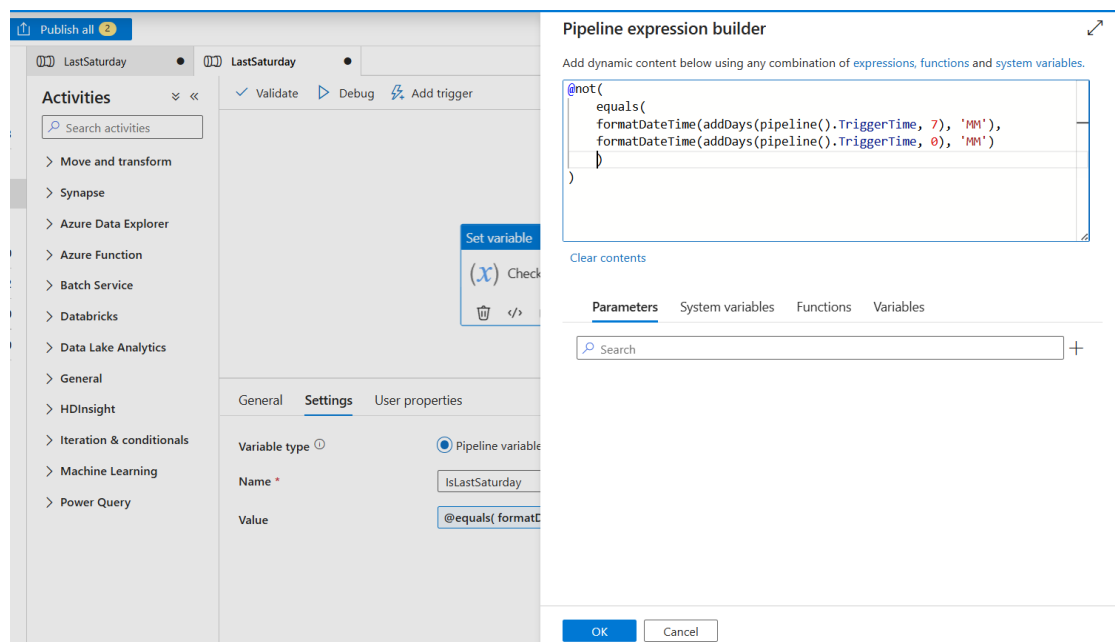 Publish all 2
LastSaturday
LastSaturday
Activities
Search activities
Move and transform
Synapse
Azure Data Explorer
Azure Function
Batch Service
Databricks
Data Lake Analytics
General
HDInsight
Iteration & conditionals
Machine Learning
Power Query
Validate
Debug
Add trigger
Set variable
(x) Check
General
Settings
User properties
Variable type
Pipeline variable
Name *
IsLastSaturday
Value
@equals( formatD
Pipeline expression builder
Add dynamic content below using any combination of expressions, functions and system variables.
@not(
equals(
formatDateTime(addDays(pipeline().TriggerTime, 7), 'MM'),
formatDateTime(addDays(pipeline().TriggerTime, 0), 'MM')
)
)
Clear contents
Parameters
System variables
Functions
Variables
Search
OK
Cancel